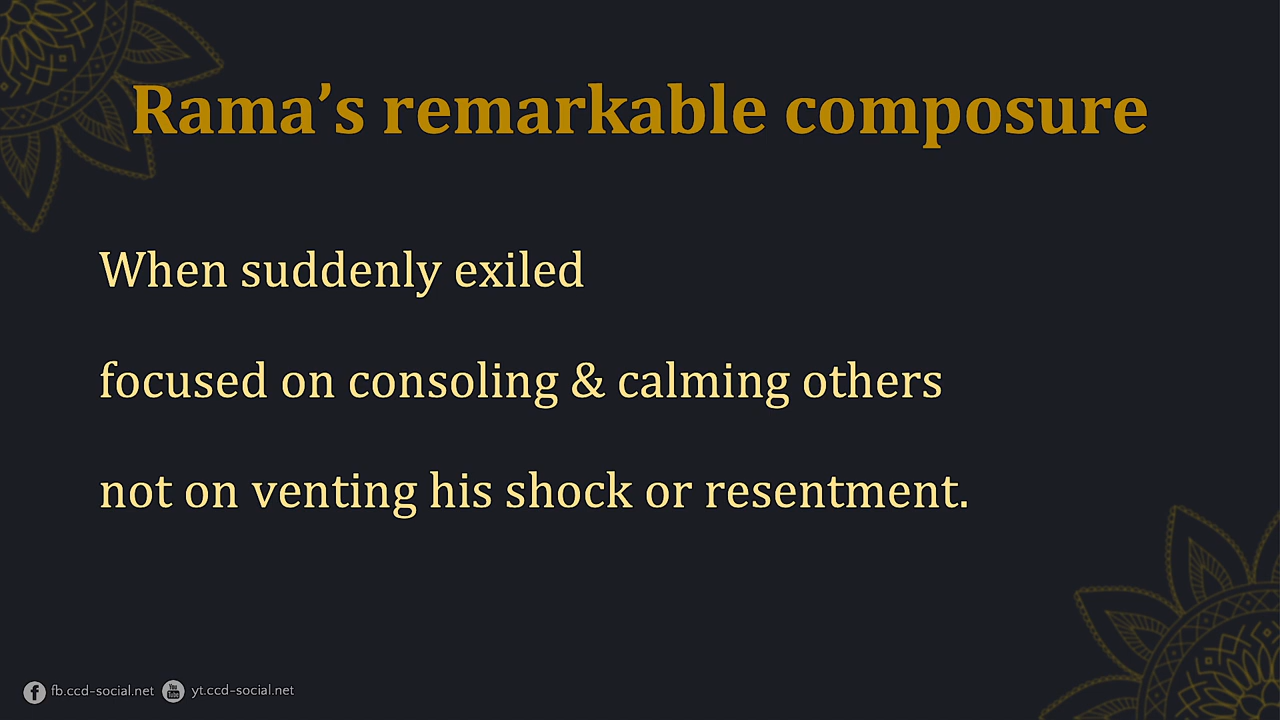 Rama’s remarkable composure
When suddenly exiled
focused on consoling & calming others
not on venting his shock or resentment.
fb.ccd-social.net yt.ccd-social.net